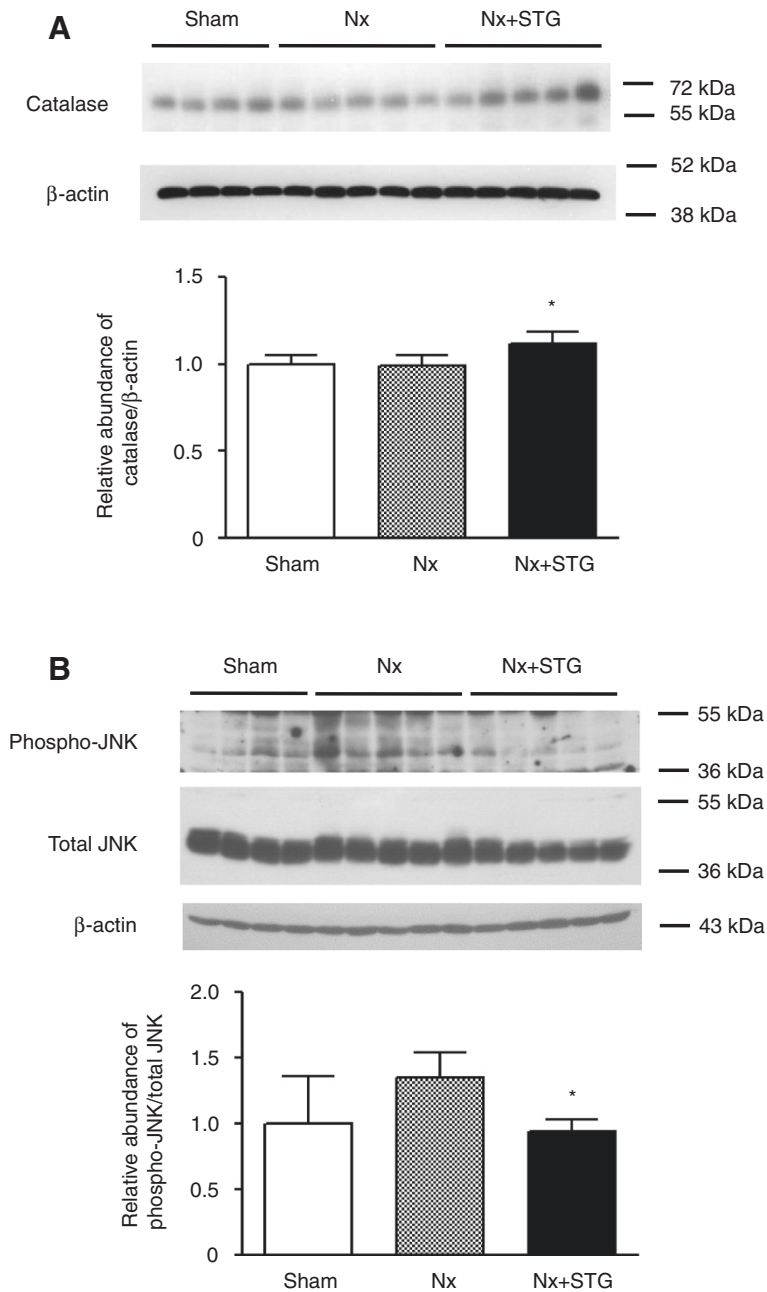 A
Sham Nx Nx+STG
Catalase
72 kDa
55 kDa
β-actin
52 kDa
38 kDa
Relative abundance of
catalase/β-actin
1.5
1.0
0.5
0
*
Sham Nx Nx+STG
B
Sham Nx Nx+STG
Phospho-JNK
55 kDa
36 kDa
Total JNK
55 kDa
36 kDa
β-actin
43 kDa
Relative abundance of
phospho-JNK/total JNK
2.0
1.5
1.0
0.5
0
*
Sham Nx Nx+STG